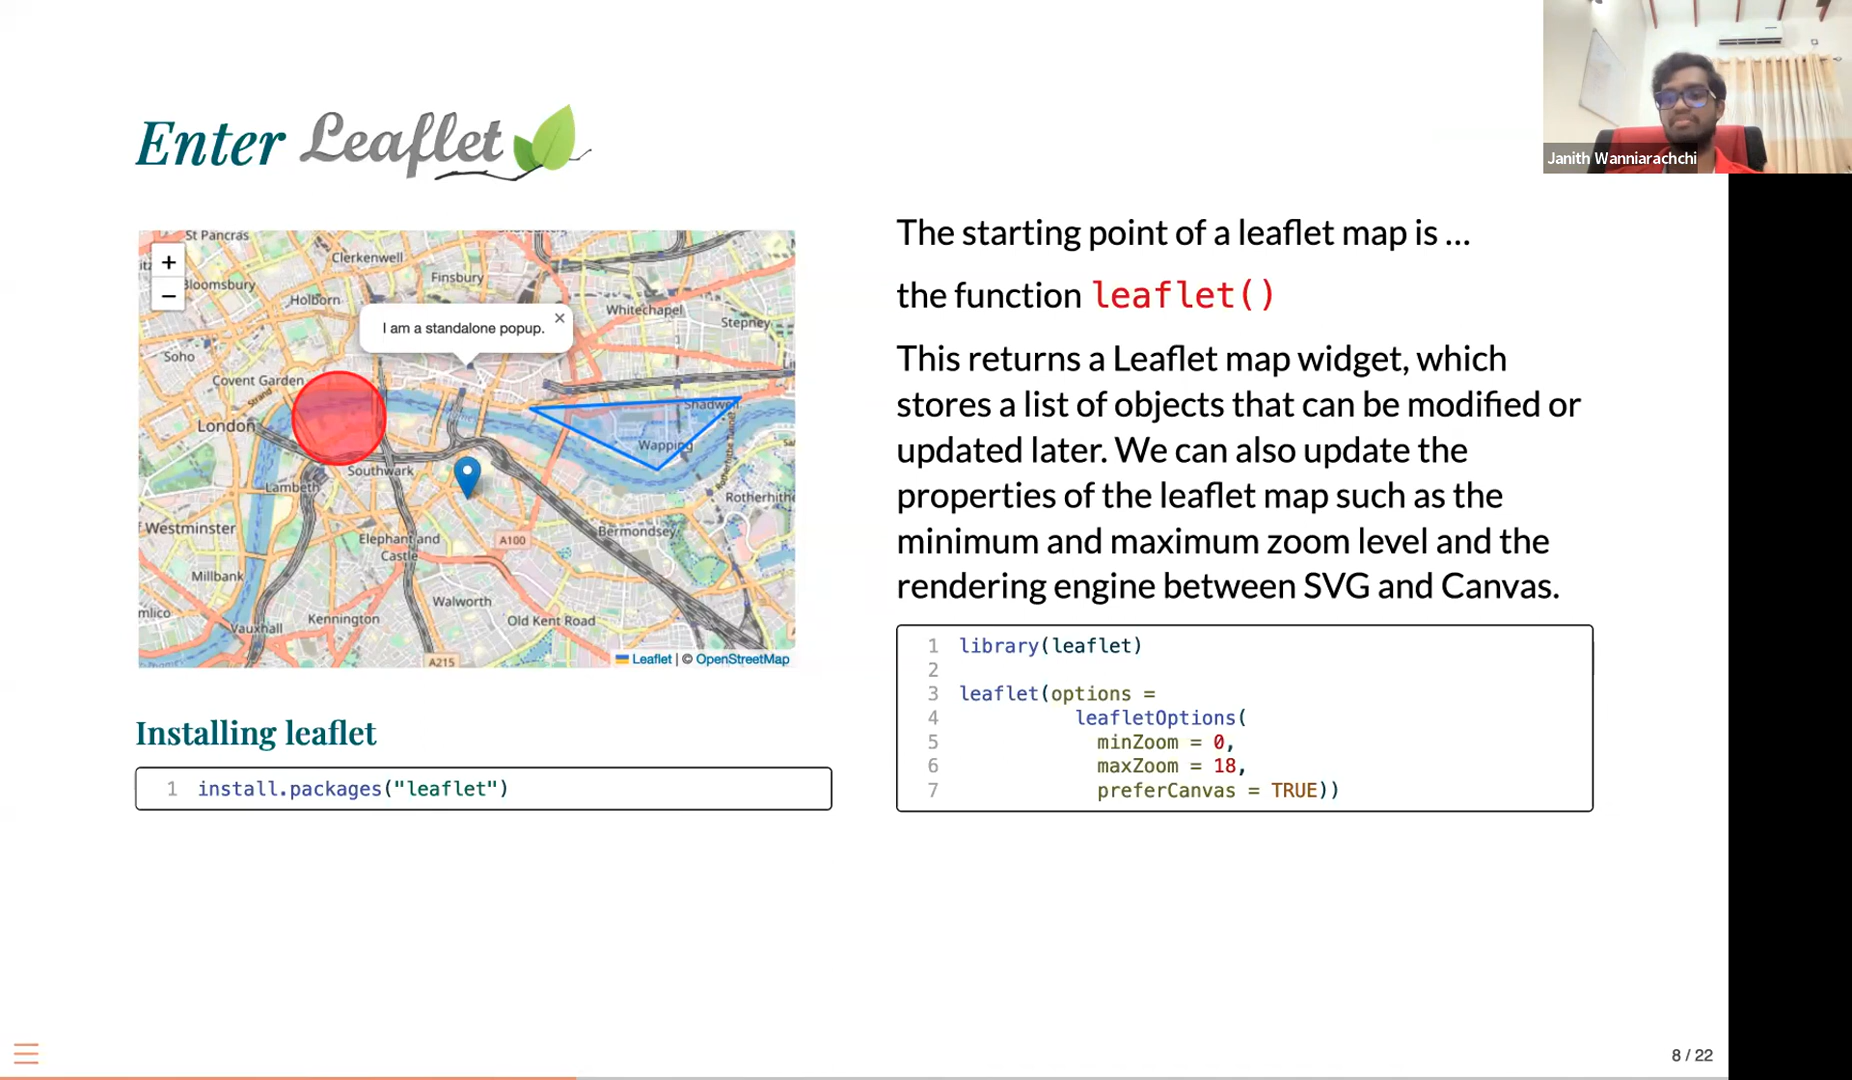 Enter Leaflet
St Pancras
Clerkenwell
Bloomsbury
Finsbury
Holborn
I am a standalone popup.
×
Whitechapel
Stepney
Soho
Covent Garden
Strand
Shadwell
London
Wapping
Southwark
Lambeth
Rotherhithe
Westminster
Elephant and
Castle
A100
Bermondsey
Millbank
Walworth
mlico
Kennington
Old Kent Road
Vauxhall
A215
Leaflet | © OpenStreetMap
+
−
Installing leaflet
1 install.packages("leaflet")
The starting point of a leaflet map is ...
the function leaflet()
This returns a Leaflet map widget, which
stores a list of objects that can be modified or
updated later. We can also update the
properties of the leaflet map such as the
minimum and maximum zoom level and the
rendering engine between SVG and Canvas.
1 library(leaflet)
2
3 leaflet(options =
4 leafletOptions(
5 minZoom = 0,
6 maxZoom = 18,
7 preferCanvas = TRUE))
Janith Wanniarachchi
8 / 22